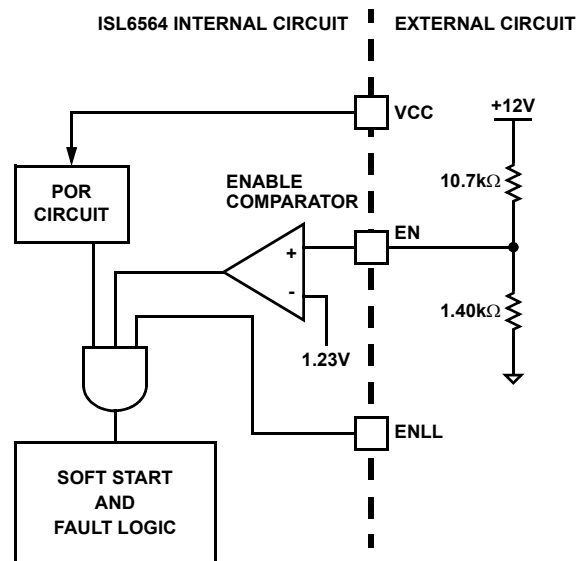 ISL6564 INTERNAL CIRCUIT
EXTERNAL CIRCUIT
VCC
+12V
POR
CIRCUIT
ENABLE
COMPARATOR
10.7kΩ
EN
+
-
1.23V
1.40kΩ
ENLL
SOFT START
AND
FAULT LOGIC